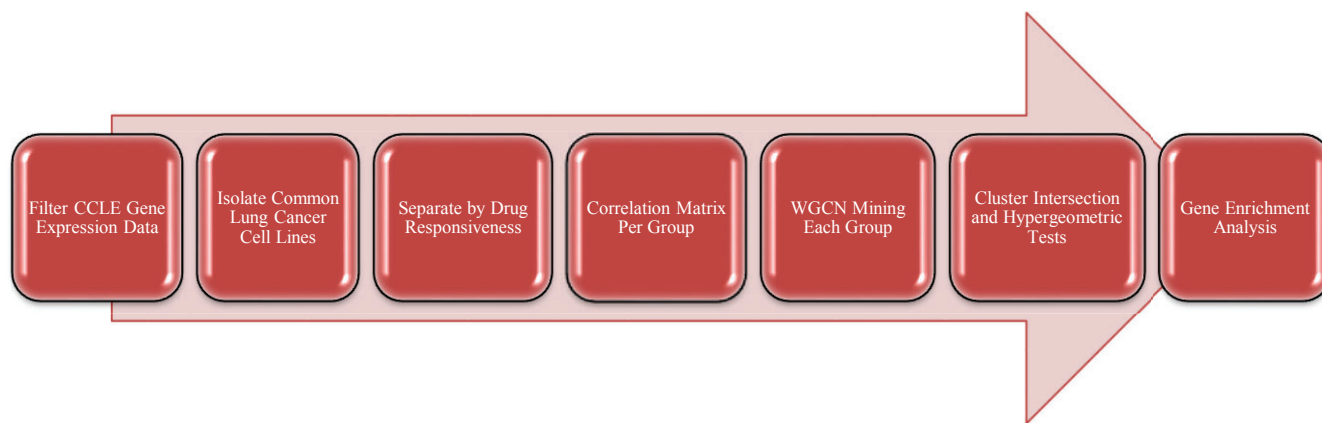 Filter CCLE Gene
Expression Data
Isolate Common
Lung Cancer
Cell Lines
Separate by Drug
Responsiveness
Correlation Matrix
Per Group
WGCN Mining
Each Group
Cluster Intersection
and Hypergeometric
Tests
Gene Enrichment
Analysis